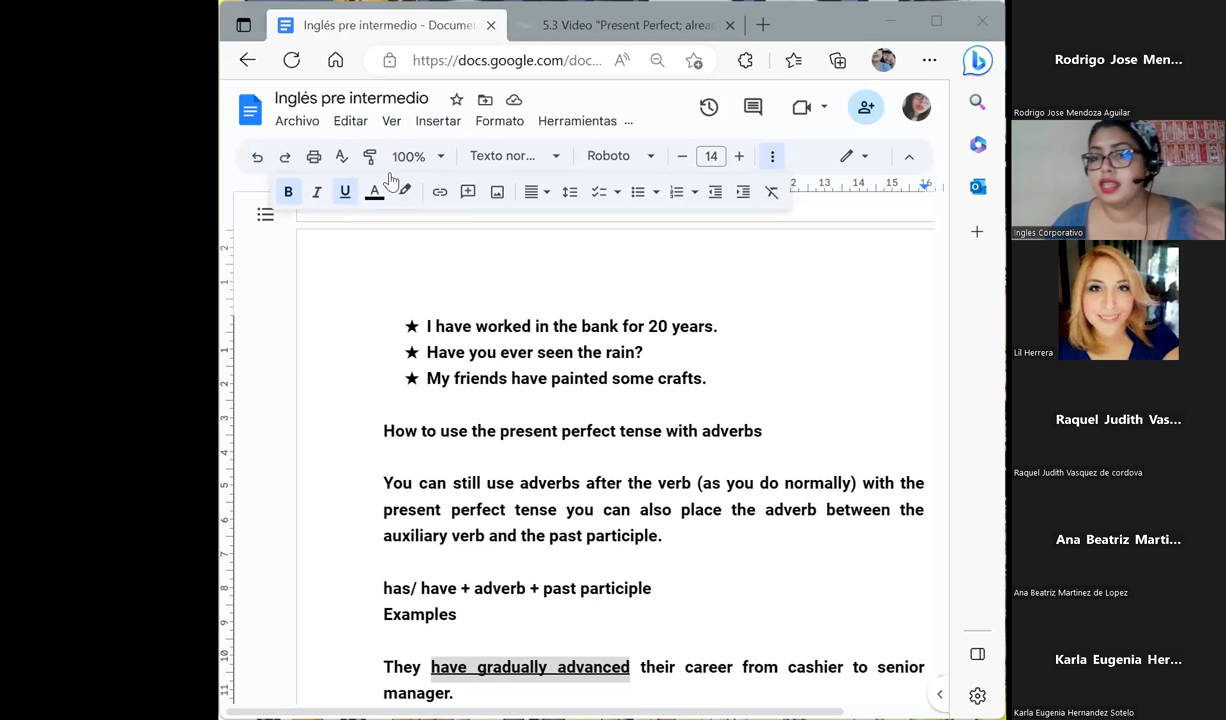 Inglés pre intermedio - Docume
5.3 Video "Present Perfect; alrea
https://docs.google.com/doc...
Inglés pre intermedio
Archivo Editar Ver Insertar Formato Herramientas ...
100% Texto nor... Roboto 14
2 13 14 15 16
★ I have worked in the bank for 20 years.
★ Have you ever seen the rain?
★ My friends have painted some crafts.
How to use the present perfect tense with adverbs
You can still use adverbs after the verb (as you do normally) with the
present perfect tense you can also place the adverb between the
auxiliary verb and the past participle.
has/ have + adverb + past participle
Examples
They have gradually advanced their career from cashier to senior
manager.
Rodrigo Jose Men...
Rodrigo Jose Mendoza Aguilar
Ingles Corporativo
Lil Herrera
Raquel Judith Vas...
Raquel Judith Vasquez de cordova
Ana Beatriz Marti...
Ana Beatriz Martinez de Lopez
Karla Eugenia Her...
Karla Eugenia Hernandez Sotelo